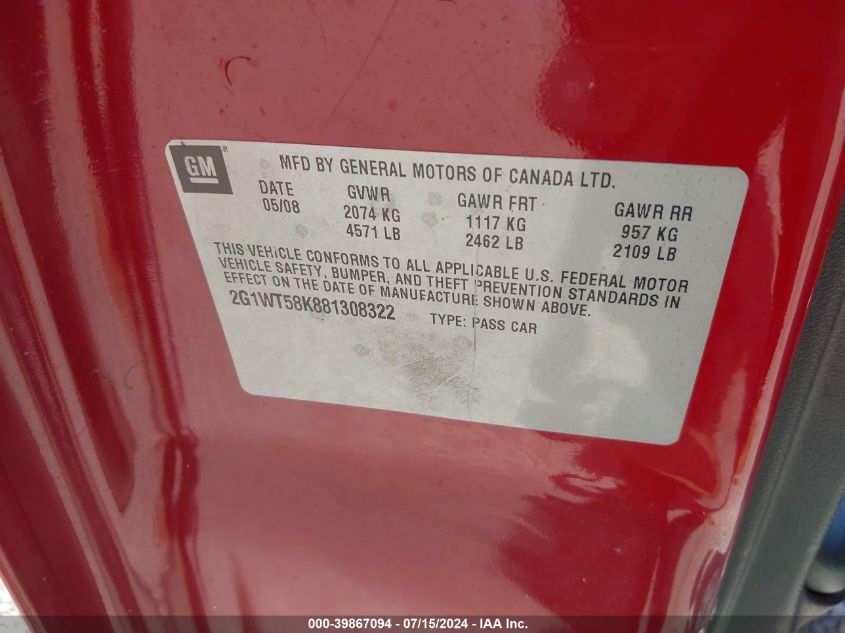 GM ®
MFD BY GENERAL MOTORS OF CANADA LTD.
DATE GVWR GAWR FRT GAWR RR
05/08 2074 KG 1117 KG 957 KG
4571 LB 2462 LB 2109 LB
THIS VEHICLE CONFORMS TO ALL APPLICABLE U.S. FEDERAL MOTOR
VEHICLE SAFETY, BUMPER, AND THEFT PREVENTION STANDARDS IN
EFFECT ON THE DATE OF MANUFACTURE SHOWN ABOVE.
2G1WT58K881308322 TYPE: PASS CAR
000-39867094 - 07/15/2024 - IAA Inc.